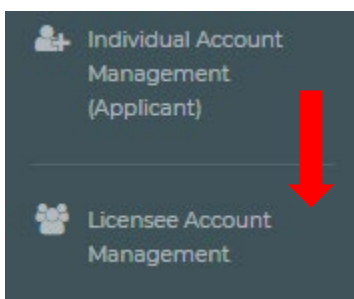 Individual Account
Management
(Applicant)
Licensee Account
Management